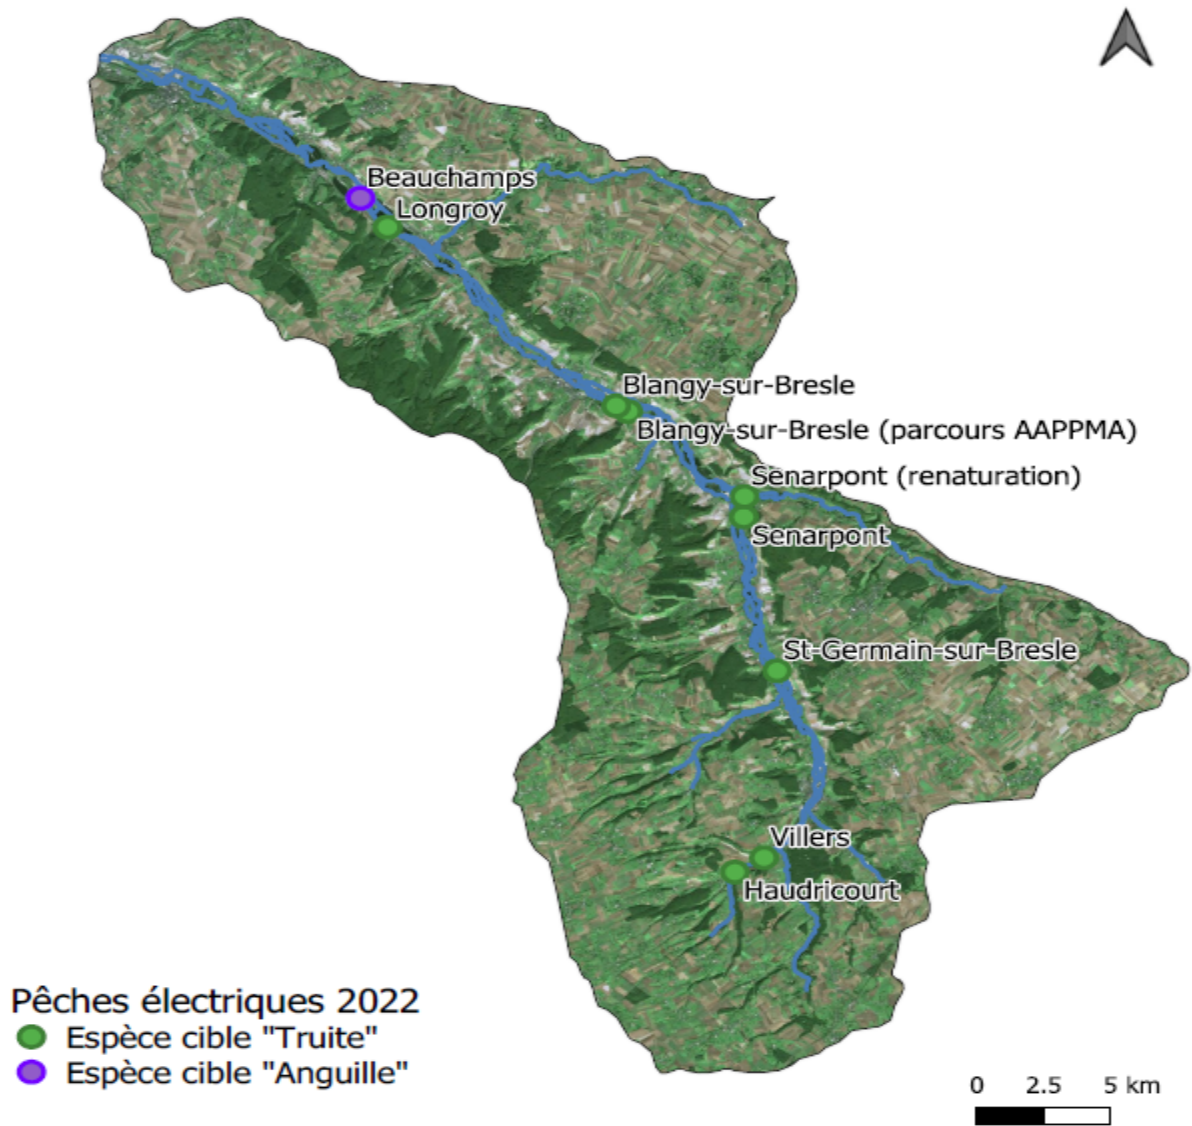 Beauchamps
Longroy
Blangy-sur-Bresle
Blangy-sur-Bresle (parcours AAPPMA)
Senarpont (renaturation)
Senarpont
St-Germain-sur-Bresle
Villers
Haudricourt
Pêches électriques 2022
Espèce cible "Truite"
Espèce cible "Anguille"
0 2.5 5 km